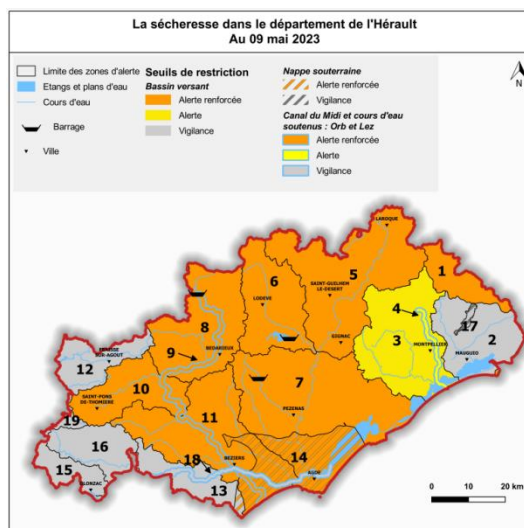 La sécheresse dans le département de l'Hérault
Au 09 mai 2023
Limite des zones d'alerte
Etangs et plans d'eau
Cours d'eau
Barrage
Ville
Seuils de restriction
Bassin versant
Alerte renforcée
Alerte
Vigilance
Nappe souterraine
Alerte renforcée
Vigilance
Canal du Midi et cours d'eau
soutenus : Orb et Lez
Alerte renforcée
Alerte
Vigilance
N
LAROQUE
5
1
6
SAINT-GUILHEM
LE-DESERT
LODEVE
4
17
8
2
GIGNAC
3
MONTPELLIER
MAUGUIO
9
BEDARIEUX
12
SUR-AGOUT
7
10
SAINT-PONS
DE-THOMIERE
11
PEZENAS
19
16
18
BEZIERS
14
15
13
AGDE
OLONZAC
0 10 20 km